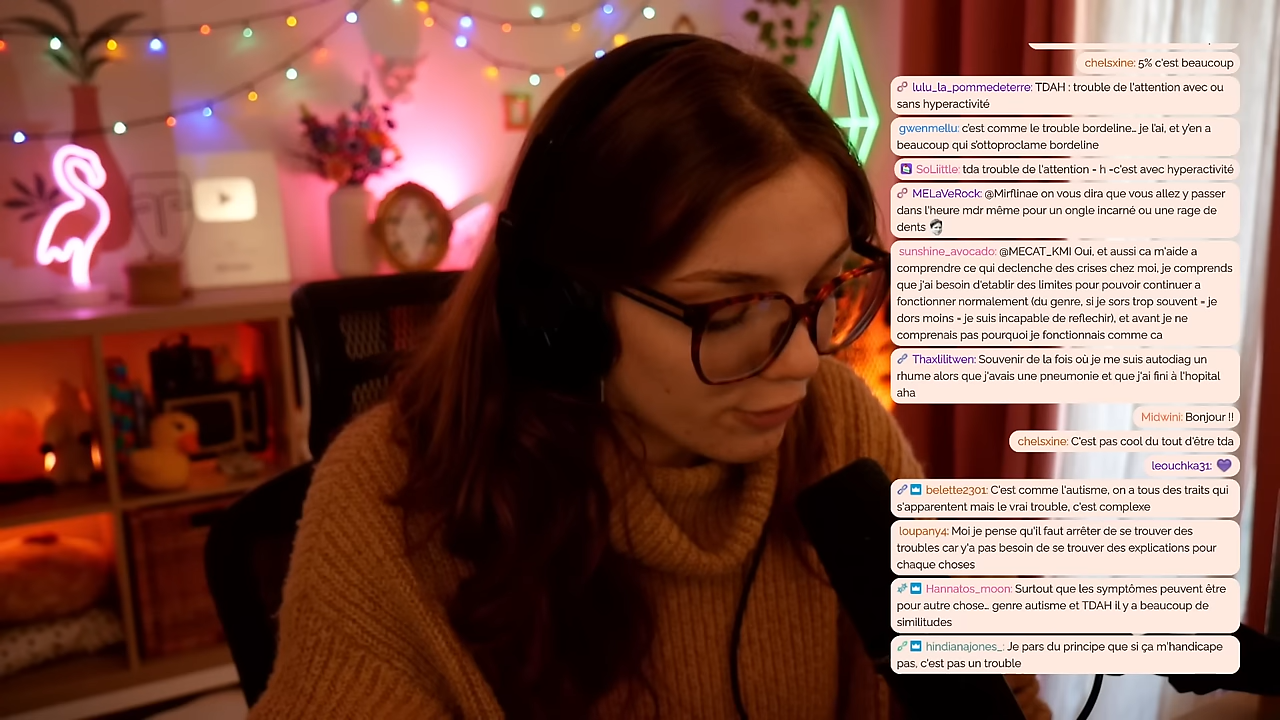 chelsxine: 5% c'est beaucoup
lulu_la_pommedeterre: TDAH : trouble de l'attention avec ou
sans hyperactivité
gwenmellu: c'est comme le trouble bordeline... je l'ai, et y'en a
beaucoup qui s'ottoproclame bordeline
SoLiittle: tda trouble de l'attention - h =c'est avec hyperactivité
MELaVeRock: @Mirflinae on vous dira que vous allez y passer
dans l'heure mdr même pour un ongle incarné ou une rage de
dents
sunshine_avocado: @MECAT_KMI Oui, et aussi ca m'aide a
comprendre ce qui declenche des crises chez moi, je comprends
que j'ai besoin d'etablir des limites pour pouvoir continuer a
fonctionner normalement (du genre, si je sors trop souvent = je
dors moins = je suis incapable de reflechir), et avant je ne
comprenais pas pourquoi je fonctionnais comme ca
Thaxlilitwen: Souvenir de la fois où je me suis autodiag un
rhume alors que j'avais une pneumonie et que j'ai fini à l'hopital
aha
Midwini: Bonjour !!
chelsxine: C'est pas cool du tout d'être tda
leouchka31:
belette2301: C'est comme l'autisme, on a tous des traits qui
s'apparentent mais le vrai trouble, c'est complexe
loupany4: Moi je pense qu'il faut arrêter de se trouver des
troubles car y'a pas besoin de se trouver des explications pour
chaque choses
Hannatos_moon: Surtout que les symptômes peuvent être
pour autre chose... genre autisme et TDAH il y a beaucoup de
similitudes
hindianajones_: Je pars du principe que si ça m'handicape
pas, c'est pas un trouble